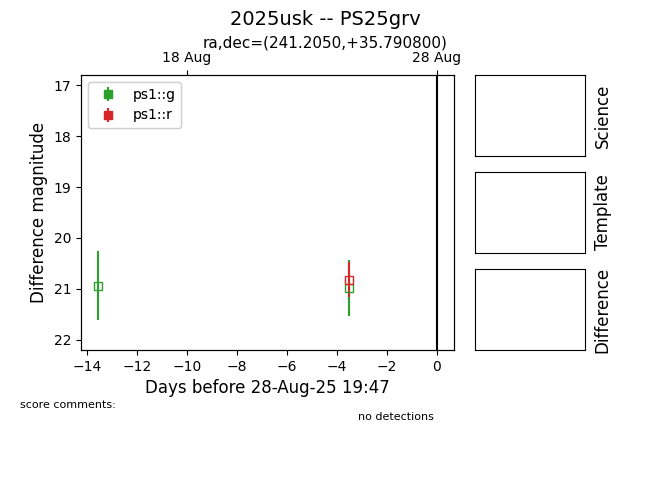 2025usk -- PS25grv
ra,dec=(241.2050,+35.790800)
18 Aug 28 Aug
ps1::g
ps1::r
17
18
19
20
21
22
Difference magnitude
−14 −12 −10 −8 −6 −4 −2 0
Days before 28-Aug-25 19:47
Science
Template
Difference
score comments:
no detections